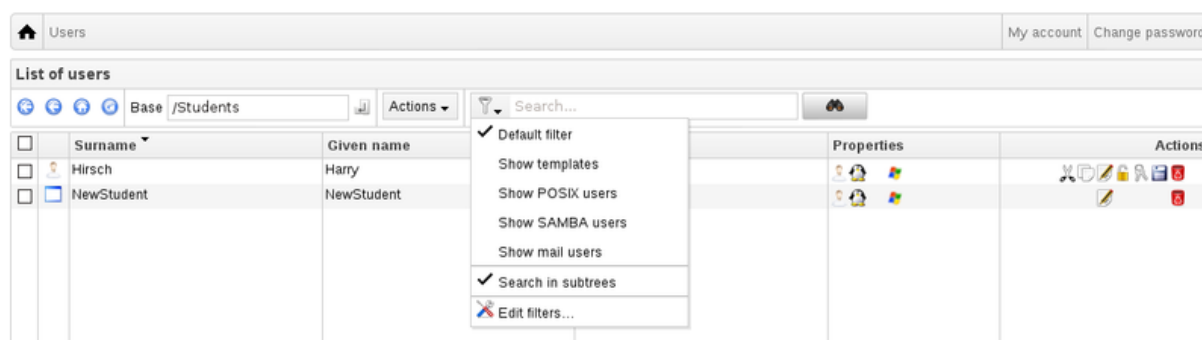 Users My account Change password
List of users
Base /Students Actions Search...
Default filter
Show templates
Show POSIX users
Show SAMBA users
Show mail users
Search in subtrees
Edit filters...
Surname Given name Properties Actions
Hirsch Harry
NewStudent NewStudent